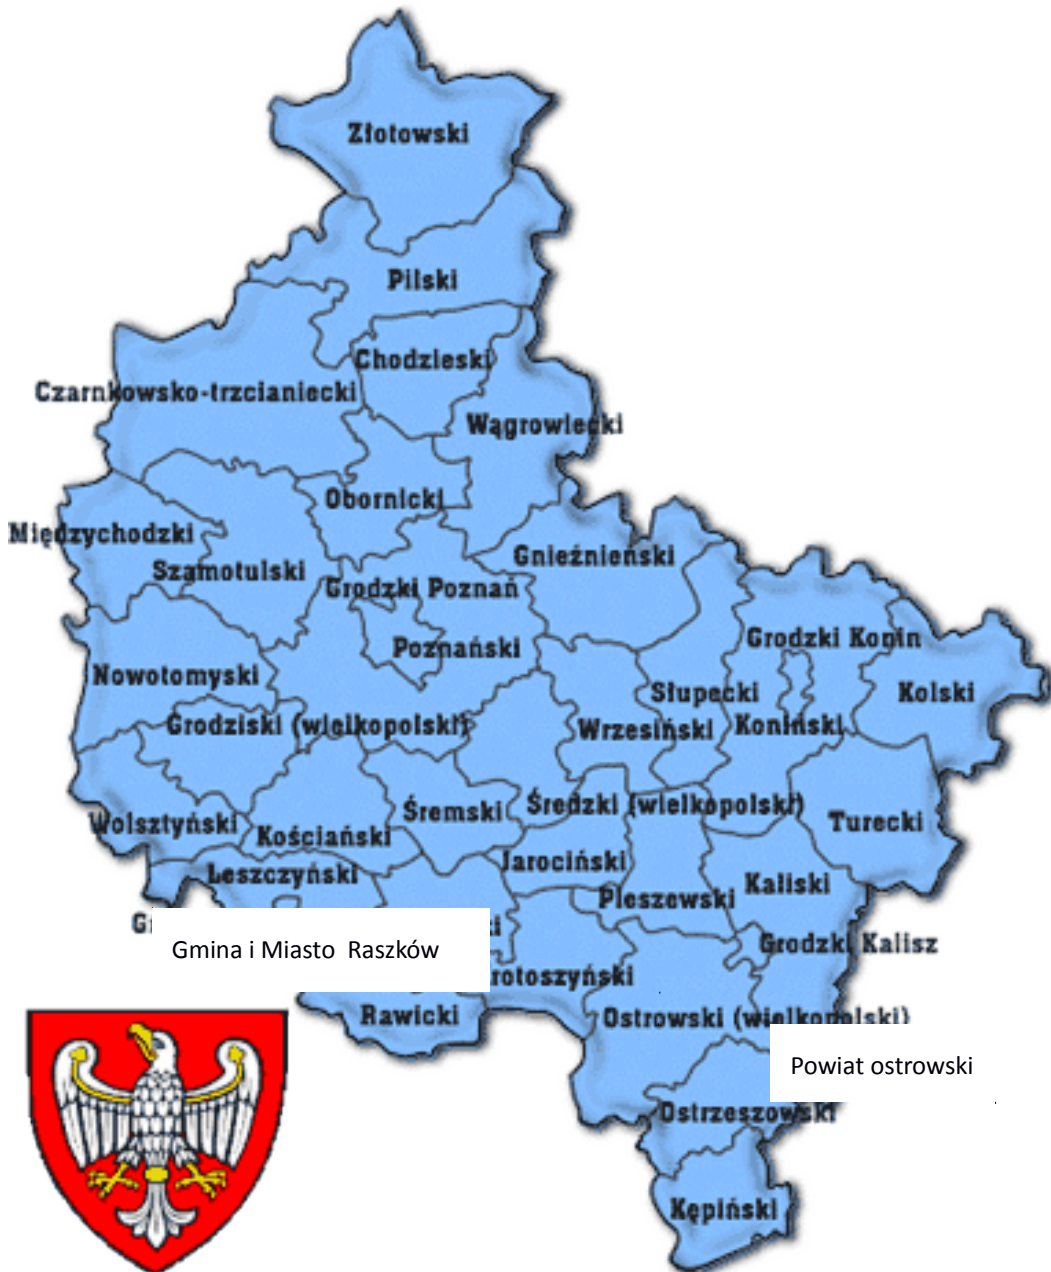 Złotowski
Pilski
Chodzieski
Czarnkowsko-trzcianiecki
Wągrowiecki
Obornicki
Międzychodzki
Gnieźnieński
Szamotulski
Grodzki Poznań
Grodzki Konin
Poznański
Nowotomyski
Słupecki
Kolski
Grodziski (wielkopolski)
Wrzesiński
Koniński
Średzki (wielkopolski)
Śremski
Turecki
Wolsztyński
Kościański
Jarociński
Leszczyński
Kaliski
Pleszewski
Gmina i Miasto Raszków
Grodzki Kalisz
rotoszyński
Rawicki
Ostrowski (wielkopolski)
Powiat ostrowski
Ostrzeszowski
Kępiński